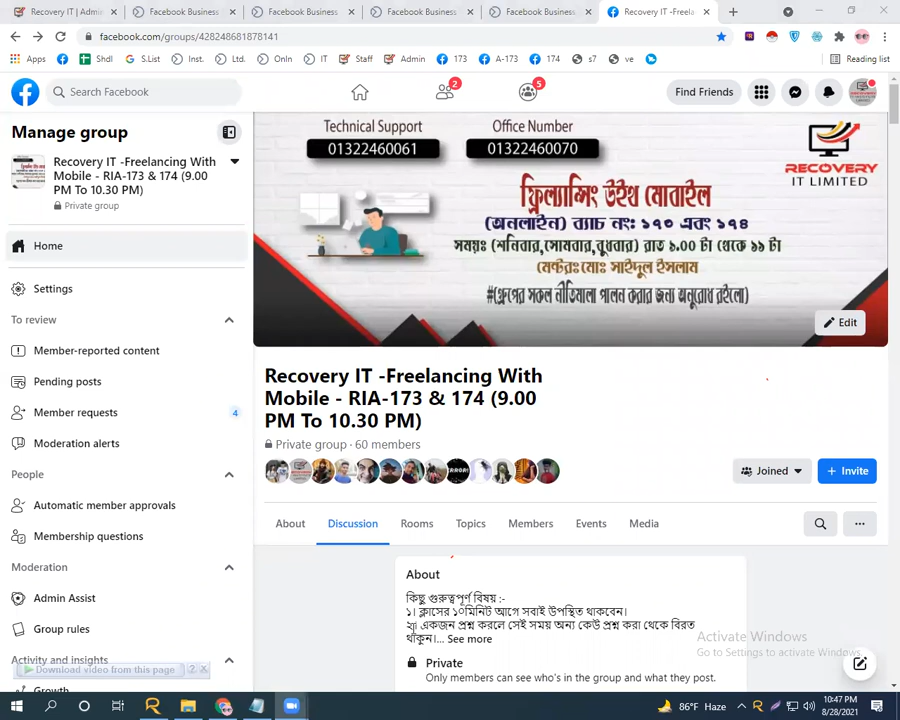 Recovery IT | Admi
Facebook Business
Facebook Business
Facebook Business
Facebook Business
Recovery IT -Freela
facebook.com/groups/428248681878141
Apps
Shdl
S.List
Inst.
Ltd.
OnIn
IT
Staff
Admin
173
A-173
174
s7
ve
Reading list
Search Facebook
2
5
Find Friends
Manage group
Recovery IT -Freelancing With
Mobile - RIA-173 & 174 (9.00
PM To 10.30 PM)
Private group
Home
Settings
To review
Member-reported content
Pending posts
Member requests
4
Moderation alerts
People
Automatic member approvals
Membership questions
Moderation
Admin Assist
Group rules
Activity and insights
Download video from this page
Growth
Technical Support
01322460061
Office Number
01322460070
RECOVERY
IT LIMITED
ফ্রিল্যান্সিং উইথ মোবাইল
(অনলাইন) ব্যাচ নং: ১৭৩ এবং ১৭৪
সময়ঃ (শনিবার,সোমবার,বুধবার) রাত ৯.০০ টা থেকে ১১ টা
মেন্টরঃমোঃ সাইদুল ইসলাম
#(গ্রুপের সকল নীতিমালা পালন করার জন্য অনুরোধ রইলো)
Edit
Recovery IT -Freelancing With
Mobile - RIA-173 & 174 (9.00
PM To 10.30 PM)
Private group · 60 members
ERROR!
Joined
+ Invite
About
Discussion
Rooms
Topics
Members
Events
Media
About
কিছু গুরুত্বপূর্ণ বিষয় :-
১। ক্লাসের ১০মিনিট আগে সবাই উপস্থিত থাকবেন।
২। একজন প্রশ্ন করলে সেই সময় অন্য কেউ প্রশ্ন করা থেকে বিরত
থাকুন।... See more
Private
Only members can see who's in the group and what they post.
Activate Windows
Go to Settings to activate Windows.
86°F Haze
10:47 PM
8/28/2021